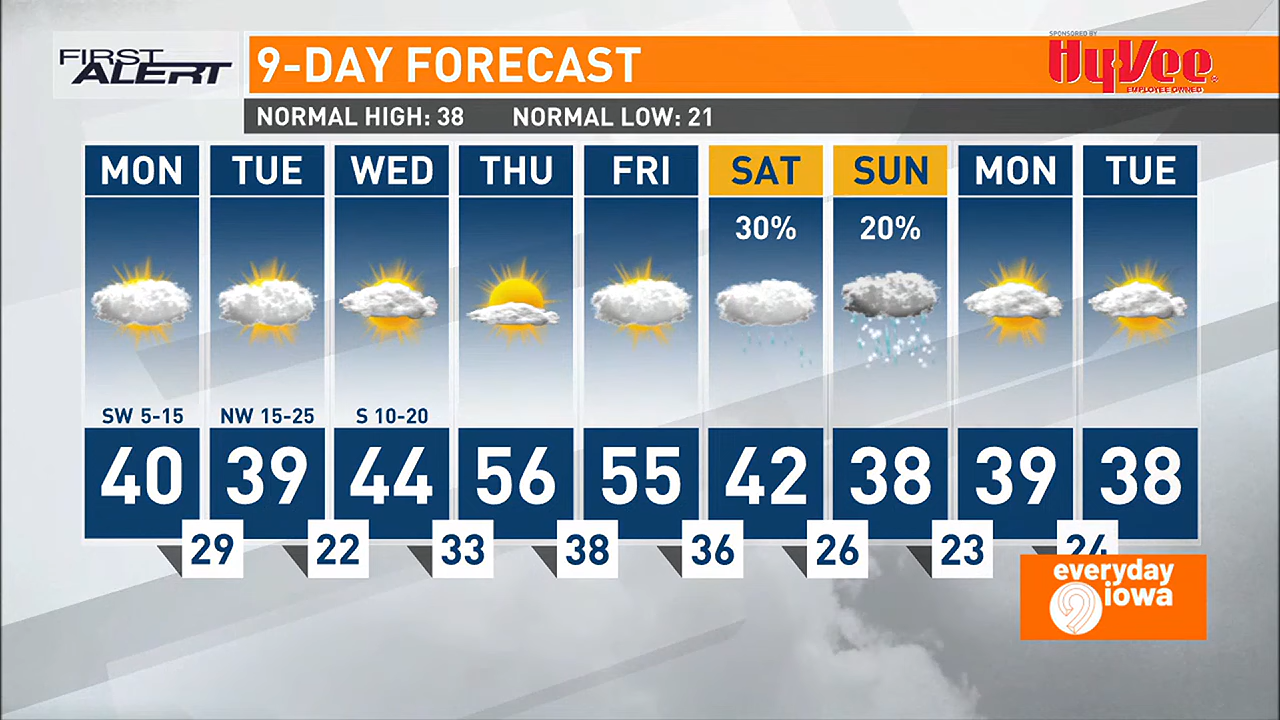 FIRST ALERT
9-DAY FORECAST
SPONSORED BY
HyVee
EMPLOYEE OWNED
NORMAL HIGH: 38 NORMAL LOW: 21
MON TUE WED THU FRI SAT SUN MON TUE
30% 20%
SW 5-15 NW 15-25 S 10-20
40 39 44 56 55 42 38 39 38
29 22 33 38 36 26 23 24
everyday
9 iowa